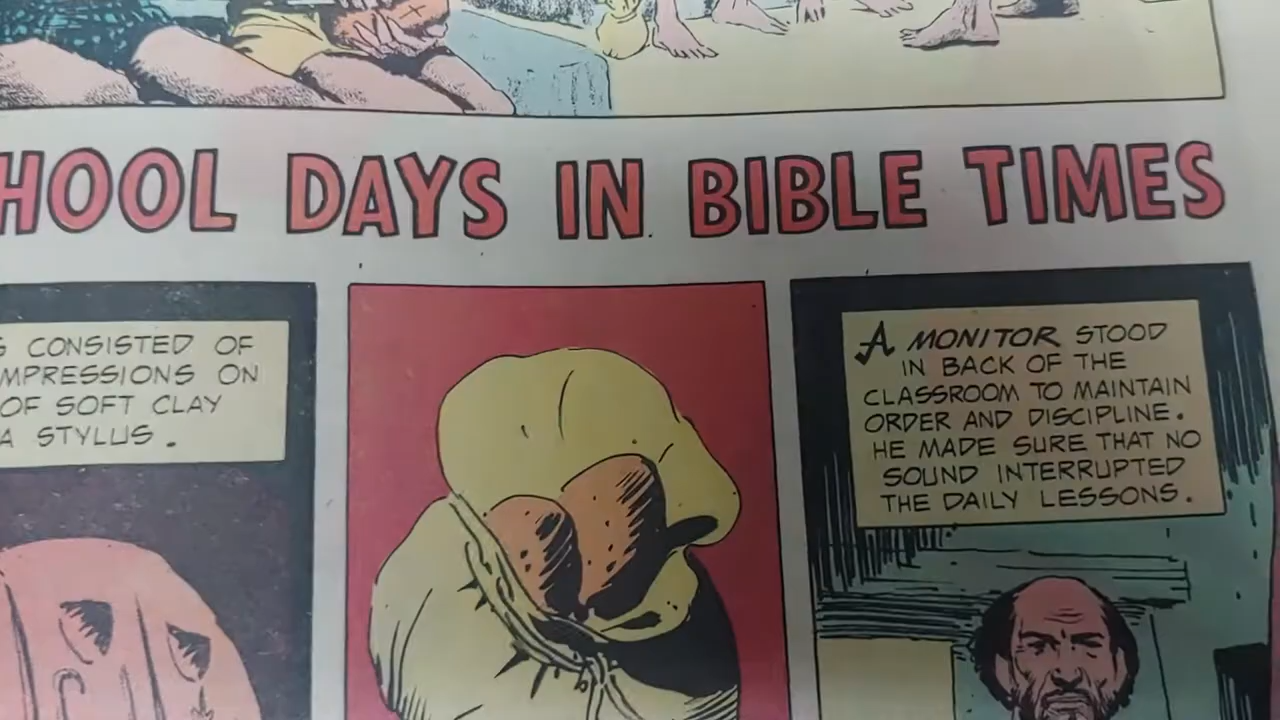 HOOL DAYS IN BIBLE TIMES
CONSISTED OF
MPRESSIONS ON
OF SOFT CLAY
A STYLUS.
A MONITOR STOOD
IN BACK OF THE
CLASSROOM TO MAINTAIN
ORDER AND DISCIPLINE.
HE MADE SURE THAT NO
SOUND INTERRUPTED
THE DAILY LESSONS.